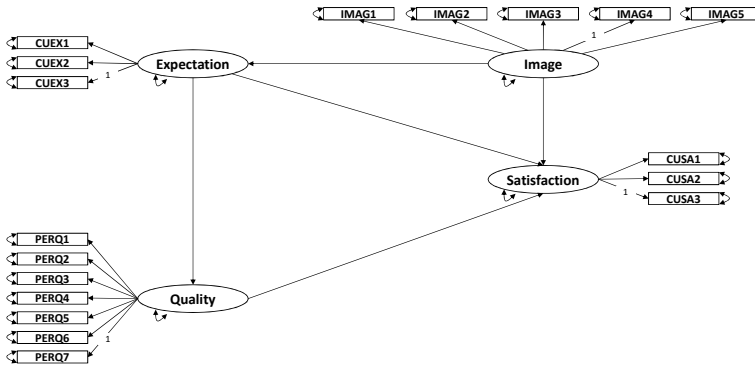 IMAG1 IMAG2 IMAG3 IMAG4 IMAG5
1
CUEX1
CUEX2
CUEX3
1
Expectation
Image
Satisfaction
CUSA1
CUSA2
CUSA3
1
PERQ1
PERQ2
PERQ3
PERQ4
PERQ5
PERQ6
PERQ7
1
Quality